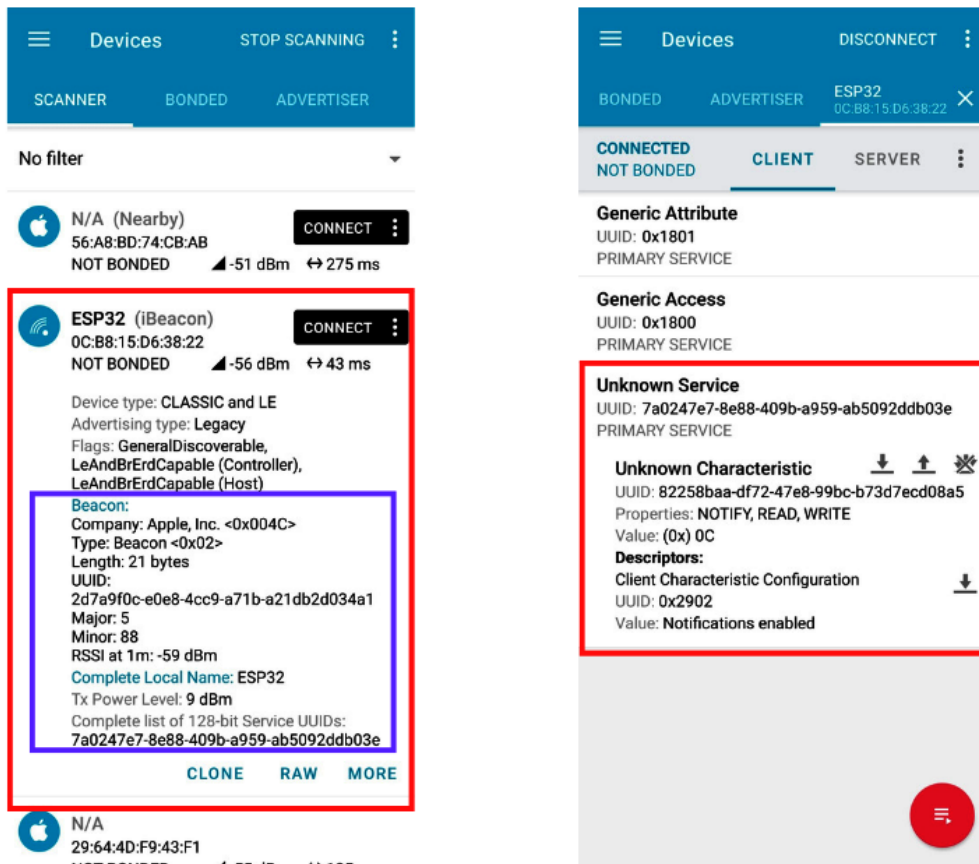 Devices
STOP SCANNING
SCANNER
BONDED
ADVERTISER
No filter
N/A (Nearby)
CONNECT
56:A8:BD:74:CB:AB
NOT BONDED
-51 dBm
275 ms
ESP32 (iBeacon)
CONNECT
0C:B8:15:D6:38:22
NOT BONDED
-56 dBm
43 ms
Device type: CLASSIC and LE
Advertising type: Legacy
Flags: GeneralDiscoverable,
LeAndBrErdCapable (Controller),
LeAndBrErdCapable (Host)
Beacon:
Company: Apple, Inc. <0x004C>
Type: Beacon <0x02>
Length: 21 bytes
UUID:
2d7a9f0c-e0e8-4cc9-a71b-a21db2d034a1
Major: 5
Minor: 88
RSSI at 1m: -59 dBm
Complete Local Name: ESP32
Tx Power Level: 9 dBm
Complete list of 128-bit Service UUIDs:
7a0247e7-8e88-409b-a959-ab5092ddb03e
CLONE
RAW
MORE
N/A
29:64:4D:F9:43:F1
Devices
DISCONNECT
BONDED
ADVERTISER
ESP32
0C:B8:15:D6:38:22
CONNECTED
NOT BONDED
CLIENT
SERVER
Generic Attribute
UUID: 0x1801
PRIMARY SERVICE
Generic Access
UUID: 0x1800
PRIMARY SERVICE
Unknown Service
UUID: 7a0247e7-8e88-409b-a959-ab5092ddb03e
PRIMARY SERVICE
Unknown Characteristic
UUID: 82258baa-df72-47e8-99bc-b73d7ecd08a5
Properties: NOTIFY, READ, WRITE
Value: (0x) 0C
Descriptors:
Client Characteristic Configuration
UUID: 0x2902
Value: Notifications enabled